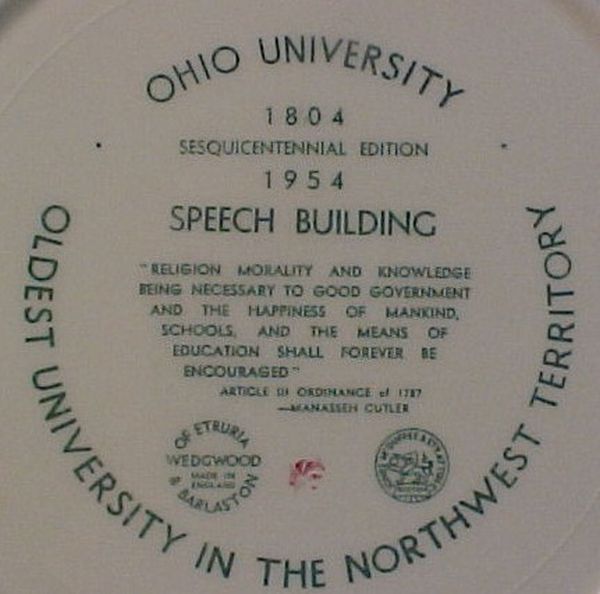 OHIO UNIVERSITY
1804
SESQUICENTENNIAL EDITION
1954
SPEECH BUILDING
"RELIGION MORALITY AND KNOWLEDGE
BEING NECESSARY TO GOOD GOVERNMENT
AND THE HAPPINESS OF MANKIND,
SCHOOLS, AND THE MEANS OF
EDUCATION SHALL FOREVER BE
ENCOURAGED"
ARTICLE III ORDINANCE of 1787
—MANASSEH CUTLER
OF ETRURIA
WEDGWOOD
MADE IN
ENGLAND
& BARLASTON
OLDEST UNIVERSITY IN THE NORTHWEST TERRITORY